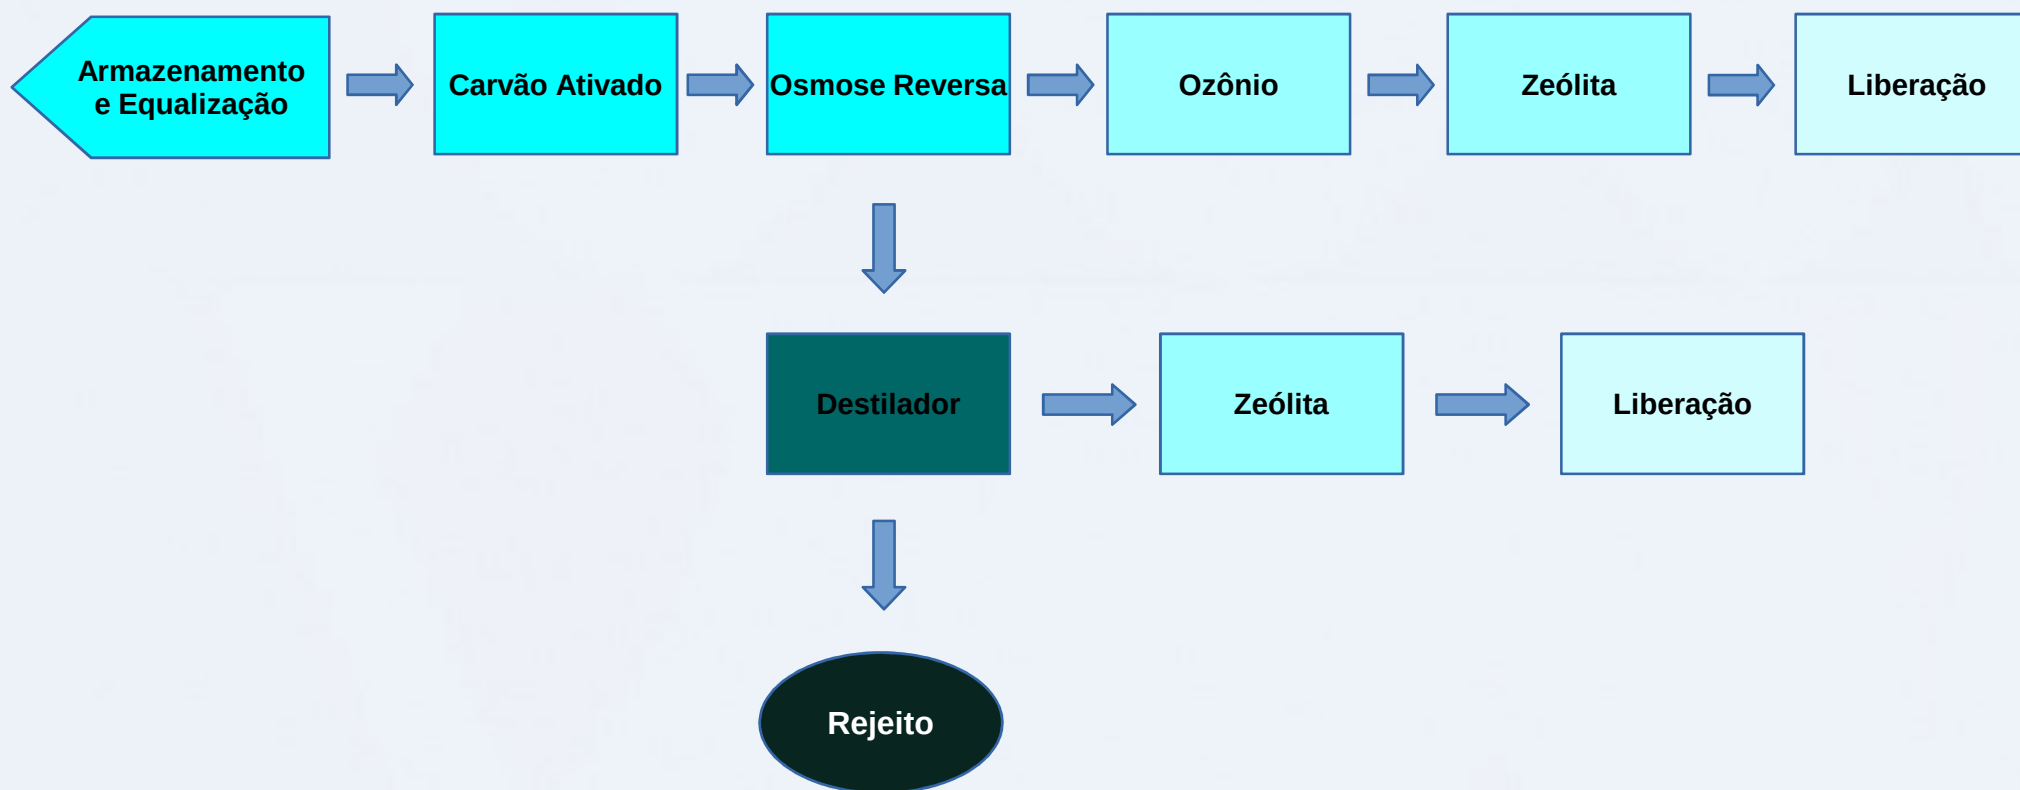 Armazenamento
e Equalização
Carvão Ativado
Osmose Reversa
Ozônio
Zeólita
Liberação
Destilador
Zeólita
Liberação
Rejeito